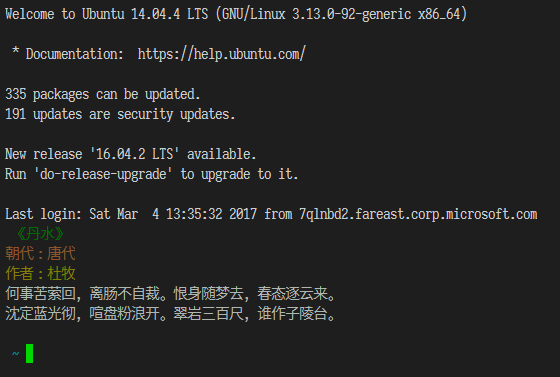 Welcome to Ubuntu 14.04.4 LTS (GNU/Linux 3.13.0-92-generic x86_64)
* Documentation:  https://help.ubuntu.com/
335 packages can be updated.
191 updates are security updates.
New release '16.04.2 LTS' available.
Run 'do-release-upgrade' to upgrade to it.
Last login: Sat Mar  4 13:35:32 2017 from 7qlnbd2.fareast.corp.microsoft.com
《丹水》
朝代：唐代
作者：杜牧
何事苦萦回，离肠不自裁。恨身随梦去，春态逐云来。
沈定蓝光彻，喧盘粉浪开。翠岩三百尺，谁作子陵台。
~